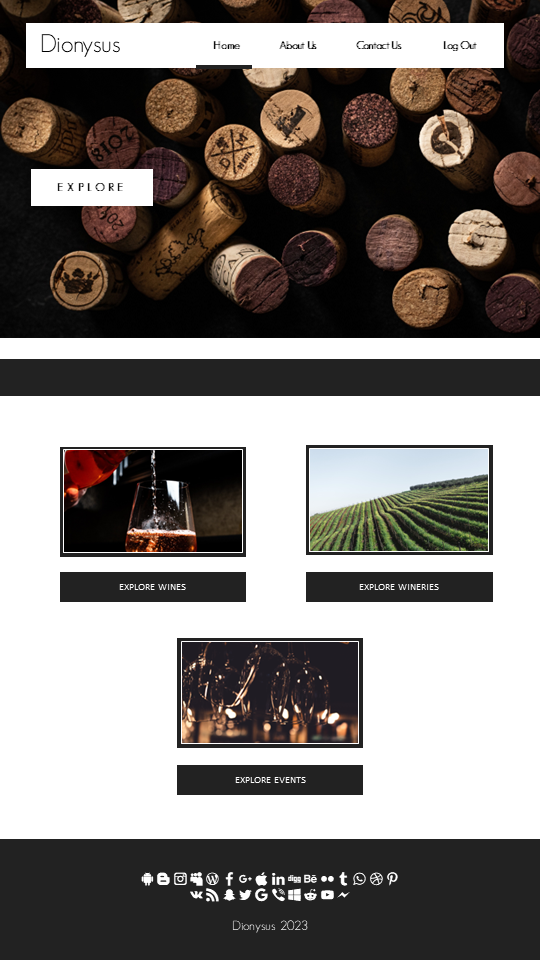 Dionysus
Home
About Us
Contact Us
Log Out
EXPLORE
EXPLORE WINES
EXPLORE WINERIES
EXPLORE EVENTS
Dionysus 2023